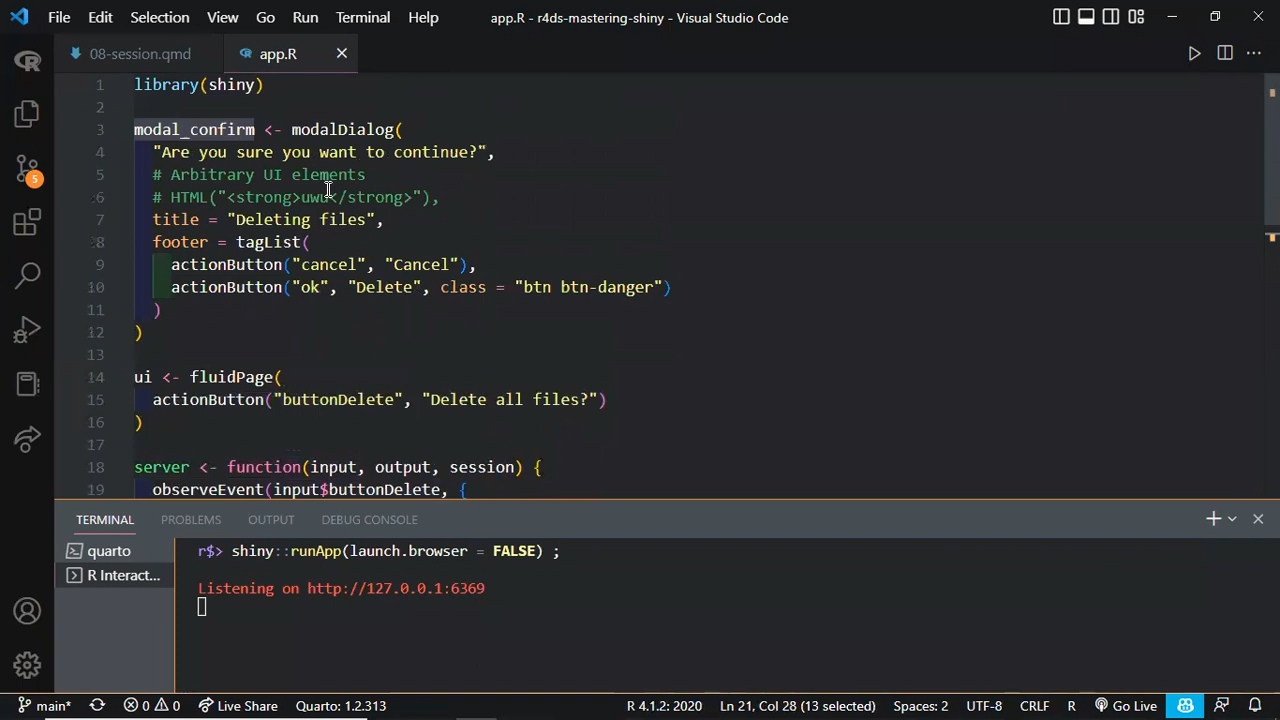 File Edit Selection View Go Run Terminal Help
app.R - r4ds-mastering-shiny - Visual Studio Code
08-session.qmd
app.R
1 library(shiny)
2
3 modal_confirm <- modalDialog(
4 "Are you sure you want to continue?",
5 # Arbitrary UI elements
6 # HTML("<strong>uwu</strong>"),
7 title = "Deleting files",
8 footer = tagList(
9 actionButton("cancel", "Cancel"),
10 actionButton("ok", "Delete", class = "btn btn-danger")
11 )
12 )
13
14 ui <- fluidPage(
15 actionButton("buttonDelete", "Delete all files?")
16 )
17
18 server <- function(input, output, session) {
19 observeEvent(input$buttonDelete, {
5
TERMINAL PROBLEMS OUTPUT DEBUG CONSOLE
quarto
R Interact...
r$> shiny::runApp(launch.browser = FALSE) ;
Listening on http://127.0.0.1:6369
main* 0 0 Live Share Quarto: 1.2.313 R 4.1.2: 2020 Ln 21, Col 28 (13 selected) Spaces: 2 UTF-8 CRLF R Go Live